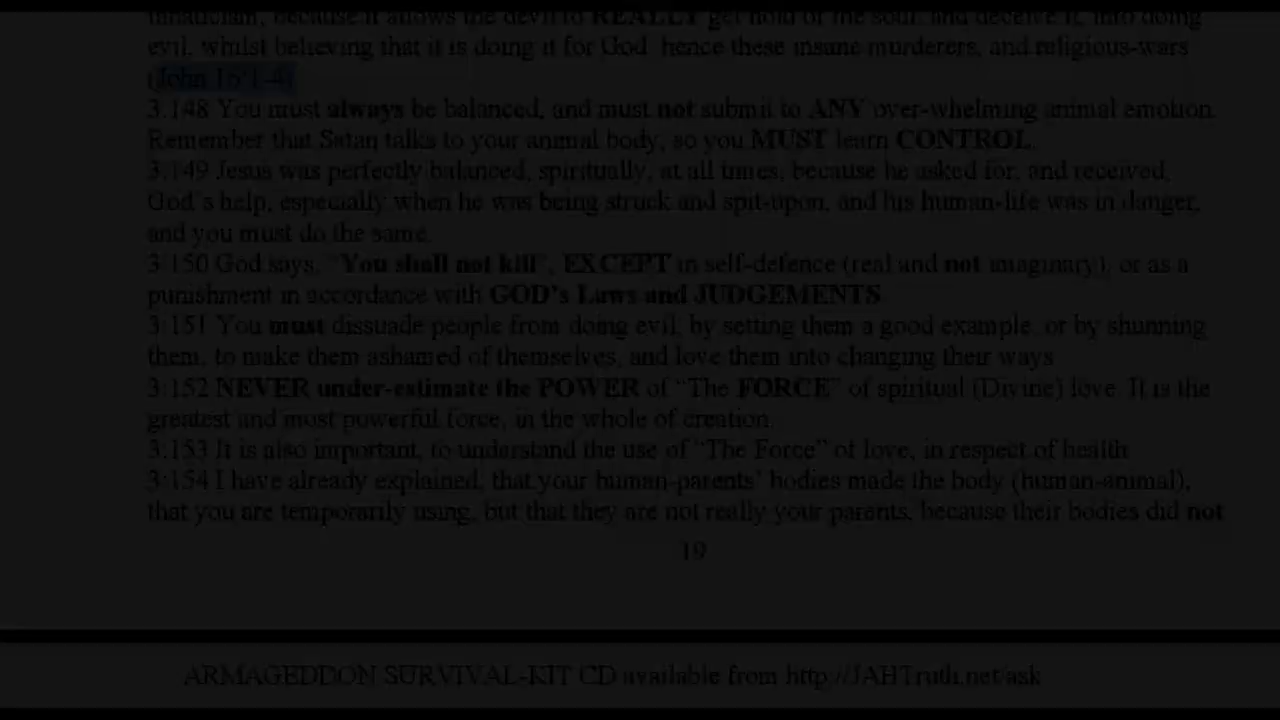 fanaticism, because it allows the devil to REALLY get hold of the soul, and deceive it, into doing
evil, whilst believing that it is doing it for God hence these insane murderers, and religious-wars
(John 16:1-4)
3:148 You must always be balanced, and must not submit to ANY over-whelming animal emotion.
Remember that Satan talks to your animal body, so you MUST learn CONTROL.
3:149 Jesus was perfectly balanced, spiritually, at all times, because he asked for, and received,
God's help, especially when he was being struck and spit-upon, and his human-life was in danger,
and you must do the same.
3:150 God says, "You shall not kill", EXCEPT in self-defence (real and not imaginary), or as a
punishment in accordance with GOD's Laws and JUDGEMENTS.
3:151 You must dissuade people from doing evil, by setting them a good example, or by shunning
them, to make them ashamed of themselves, and love them into changing their ways.
3:152 NEVER under-estimate the POWER of "The FORCE" of spiritual (Divine) love. It is the
greatest and most powerful force, in the whole of creation.
3:153 It is also important, to understand the use of "The Force" of love, in respect of health.
3:154 I have already explained, that your human-parents' bodies made the body (human-animal),
that you are temporarily using, but that they are not really your parents, because their bodies did not
19
ARMAGEDDON SURVIVAL-KIT CD available from http://JAHTruth.net/ask